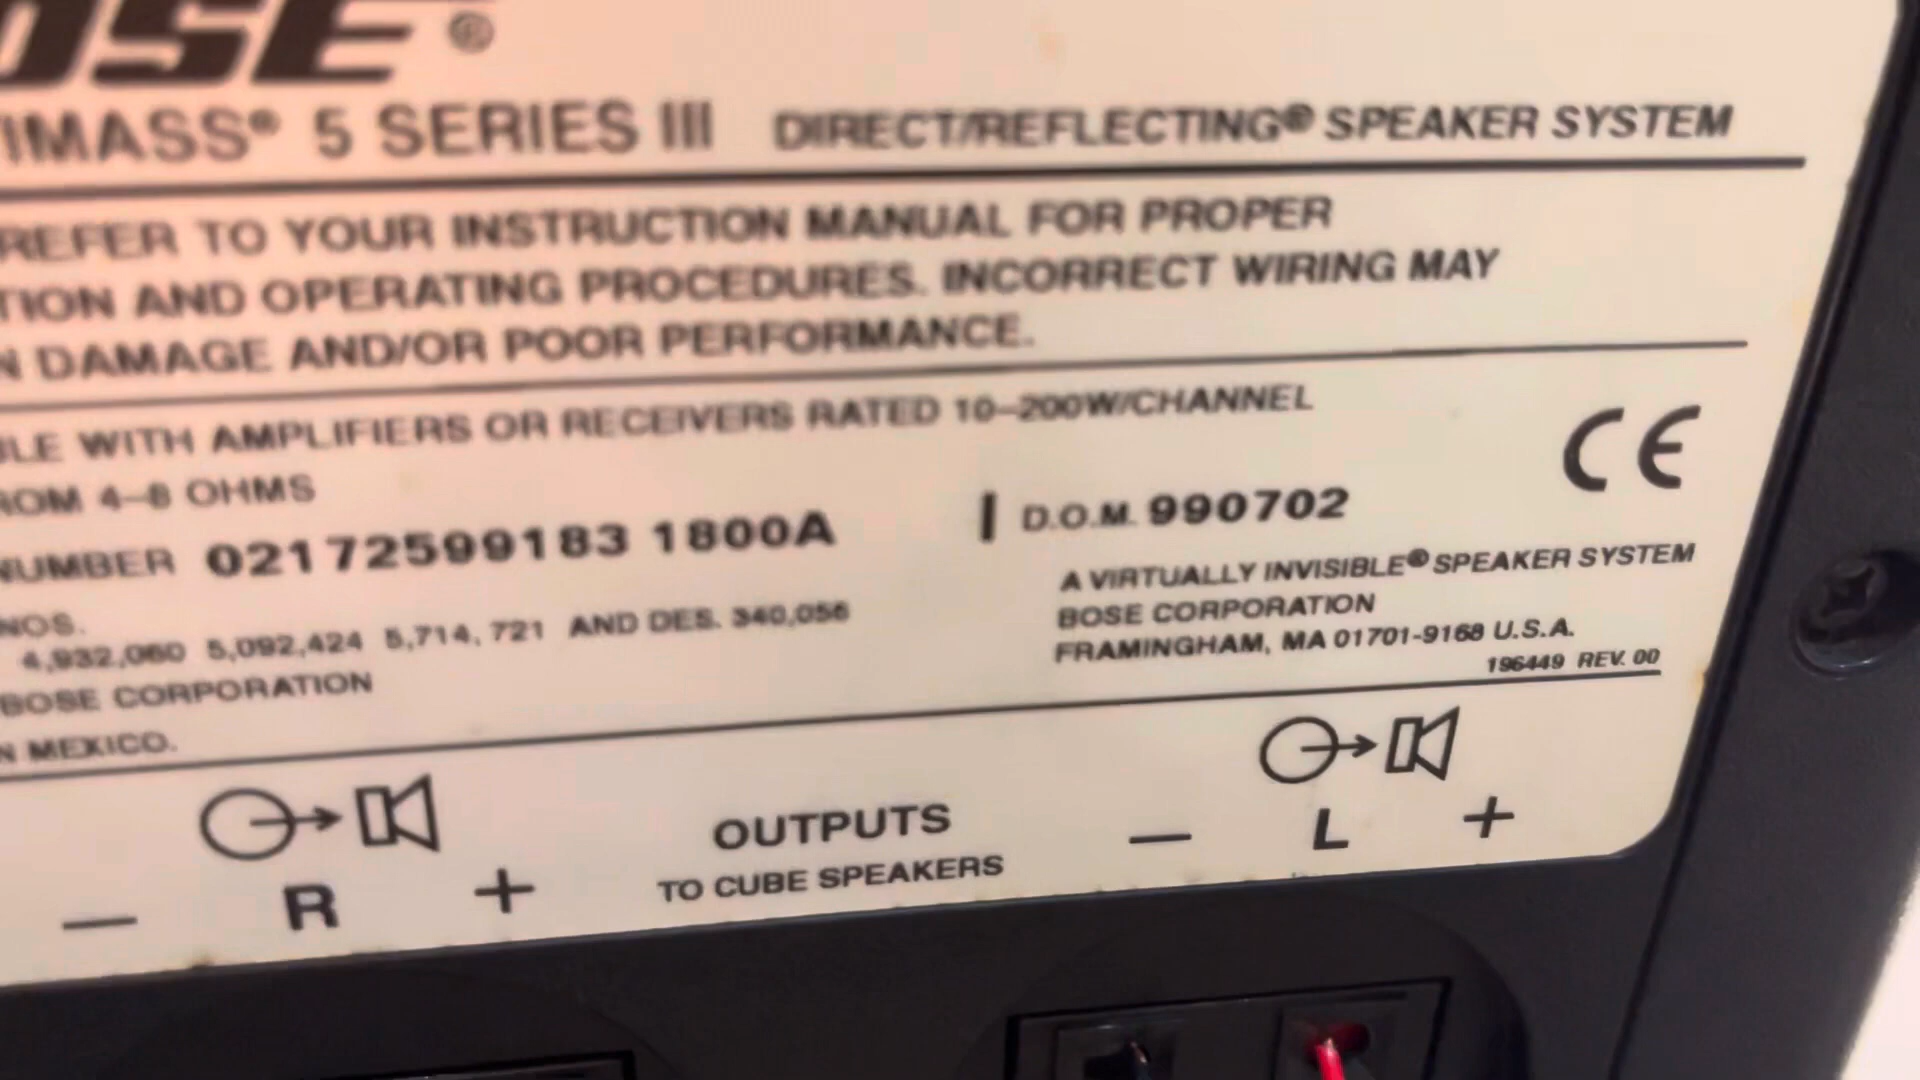 OSE®
TIMASS® 5 SERIES III DIRECT/REFLECTING® SPEAKER SYSTEM
REFER TO YOUR INSTRUCTION MANUAL FOR PROPER
TION AND OPERATING PROCEDURES. INCORRECT WIRING MAY
N DAMAGE AND/OR POOR PERFORMANCE.
BLE WITH AMPLIFIERS OR RECEIVERS RATED 10-200W/CHANNEL
ROM 4-8 OHMS
CE
NUMBER 02172599183 1800A
D.O.M. 990702
NOS.
4,932,060 5,092,424 5,714,721 AND DES. 340,056
BOSE CORPORATION
N MEXICO.
A VIRTUALLY INVISIBLE® SPEAKER SYSTEM
BOSE CORPORATION
FRAMINGHAM, MA 01701-9168 U.S.A.
196449 REV. 00
— R +
OUTPUTS
TO CUBE SPEAKERS
— L +